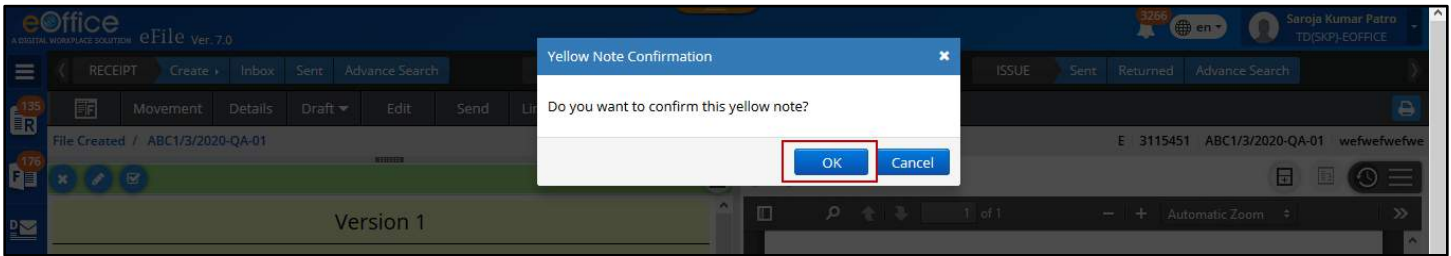 eOffice
A DIGITAL WORKPLACE SOLUTION eFile Ver. 7.0
3266 en Saroja Kumar Patro
TD(SKP)-EOFFICE
Yellow Note Confirmation
RECEIPT Create Inbox Sent Advance Search ISSUE Sent Returned Advance Search
Do you want to confirm this yellow note?
135 R Movement Details Draft Edit Send
File Created / ABC1/3/2020-QA-01 E 3115451 ABC1/3/2020-QA-01 wefwefwefwe
OK Cancel
176 F
Version 1
D 1 of 1 − + Automatic Zoom